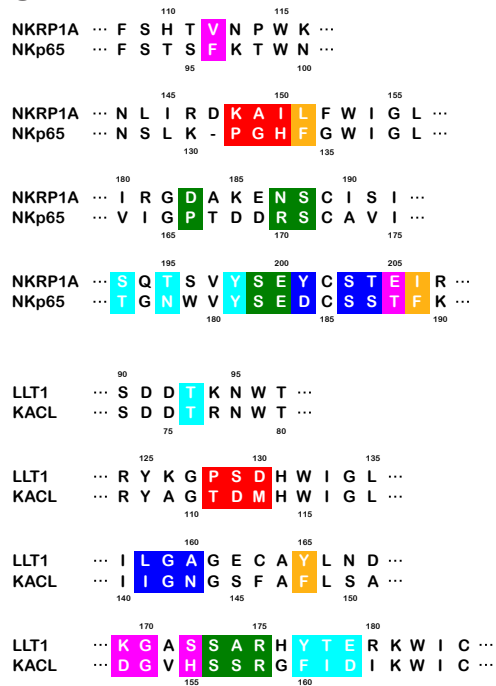 110 115
NKRP1A ··· F S H T V N P W K ···
NKp65 ··· F S T S F K T W N ···
95 100
145 150 155
NKRP1A ··· N L I R D K A I L F W I G L ···
NKp65 ··· N S L K - P G H F G W I G L ···
130 135
180 185 190
NKRP1A ··· I R G D A K E N S C I S I ···
NKp65 ··· V I G P T D D R S C A V I ···
165 170 175
195 200 205
NKRP1A ··· S Q T S V Y S E Y C S T E I R ···
NKp65 ··· T G N W V Y S E D C S S T F K ···
180 185 190
90 95
LLT1 ··· S D D T K N W T ···
KACL ··· S D D T R N W T ···
75 80
125 130 135
LLT1 ··· R Y K G P S D H W I G L ···
KACL ··· R Y A G T D M H W I G L ···
110 115
160 165
LLT1 ··· I L G A G E C A Y L N D ···
KACL ··· I I G N G S F A F L S A ···
140 145 150
170 175 180
LLT1 ··· K G A S S A R H Y T E R K W I C ···
KACL ··· D G V H S S R G F I D I K W I C ···
155 160